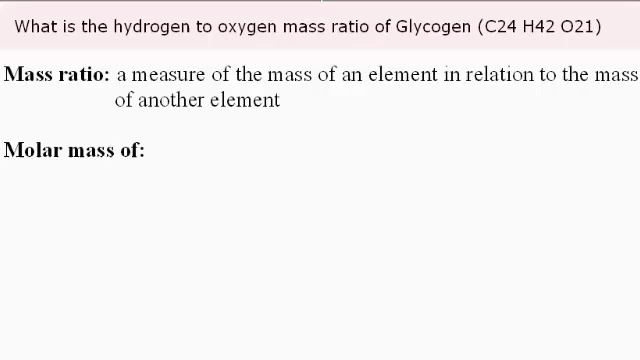 What is the hydrogen to oxygen mass ratio of Glycogen (C24 H42 O21)
Mass ratio: a measure of the mass of an element in relation to the mass
of another element
Molar mass of: